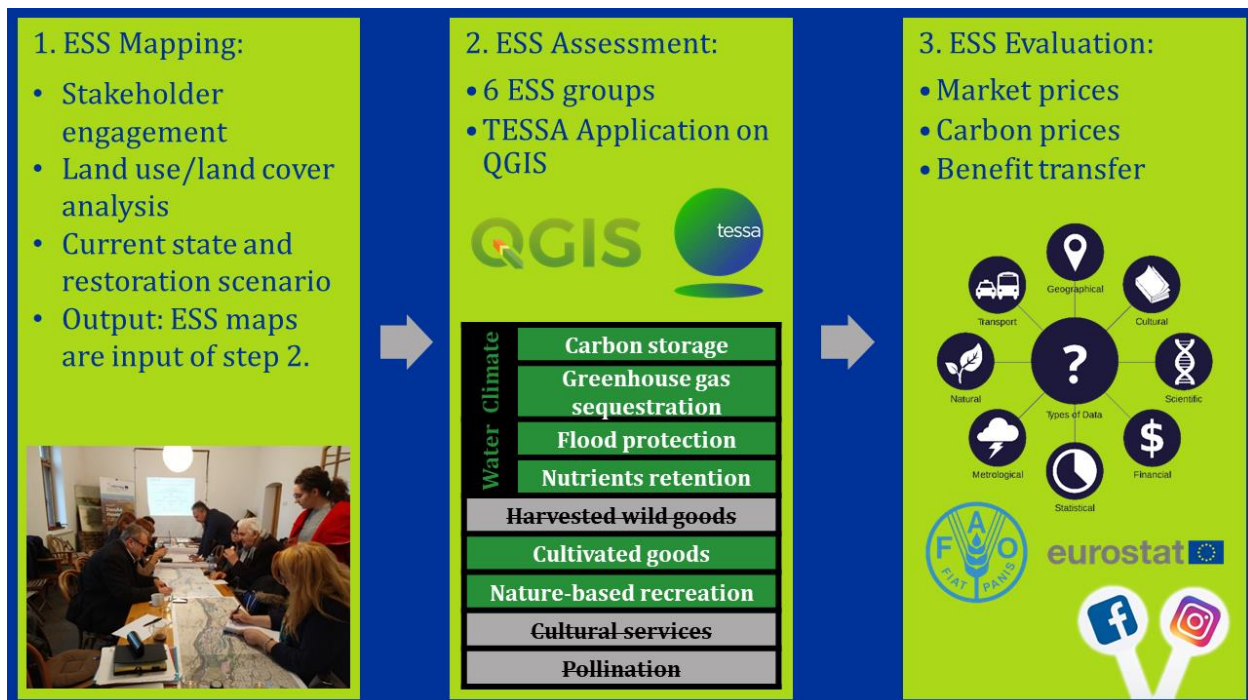 1. ESS Mapping:
• Stakeholder
engagement
• Land use/land cover
analysis
• Current state and
restoration scenario
• Output: ESS maps
are input of step 2.
2. ESS Assessment:
• 6 ESS groups
• TESSA Application on
QGIS
QGIS
tessa
Climate
Water
Carbon storage
Greenhouse gas
sequestration
Flood protection
Nutrients retention
Harvested wild goods
Cultivated goods
Nature-based recreation
Cultural services
Pollination
3. ESS Evaluation:
• Market prices
• Carbon prices
• Benefit transfer
Geographical
Transport
Cultural
?
Natural
Scientific
Types of Data
$
Metrological
Financial
Statistical
F A O
FIAT PANIS
eurostat